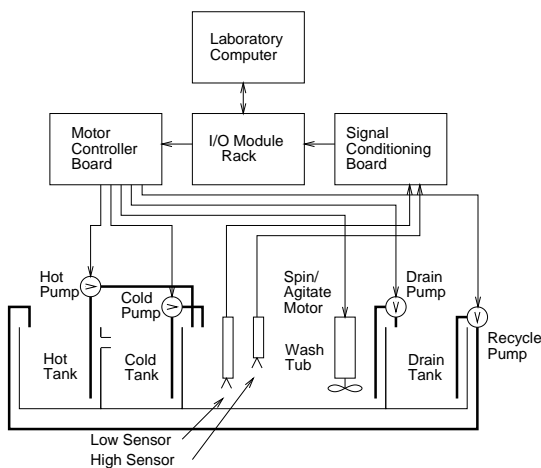 Laboratory
Computer
Motor
Controller
Board
I/O Module
Rack
Signal
Conditioning
Board
Hot
Pump
Cold
Pump
Spin/
Agitate
Motor
Drain
Pump
Recycle
Pump
Hot
Tank
Cold
Tank
Wash
Tub
Drain
Tank
Low Sensor
High Sensor